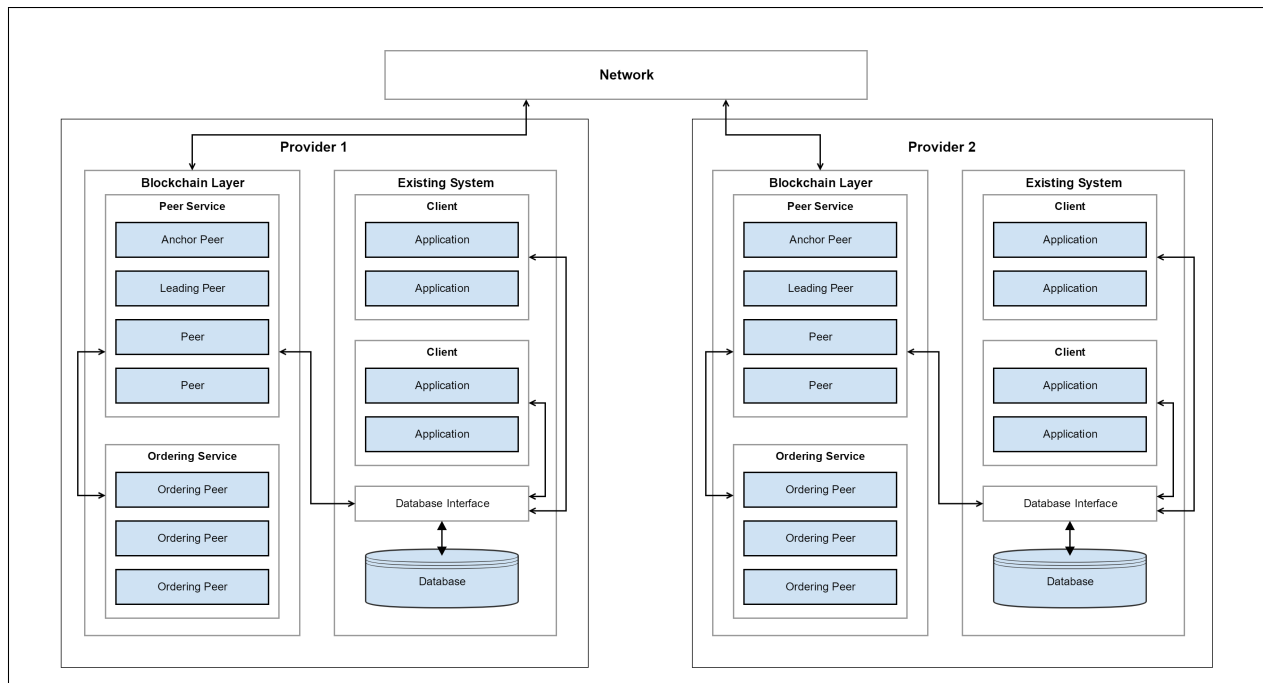 Network
Provider 1
Blockchain Layer
Peer Service
Anchor Peer
Leading Peer
Peer
Peer
Ordering Service
Ordering Peer
Ordering Peer
Ordering Peer
Existing System
Client
Application
Application
Client
Application
Application
Database Interface
Database
Provider 2
Blockchain Layer
Peer Service
Anchor Peer
Leading Peer
Peer
Peer
Ordering Service
Ordering Peer
Ordering Peer
Ordering Peer
Existing System
Client
Application
Application
Client
Application
Application
Database Interface
Database